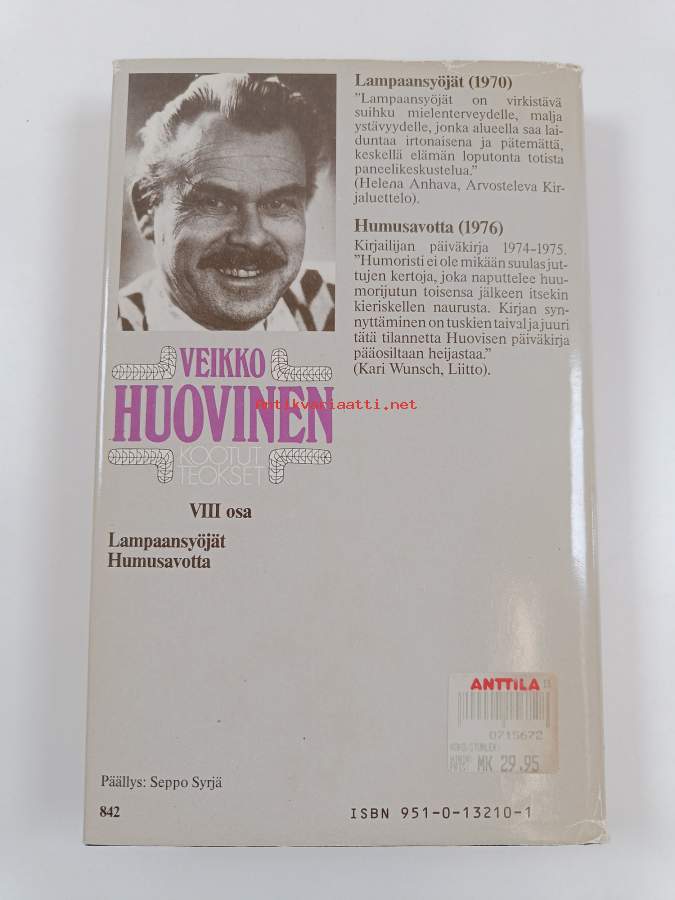 Lampaansyöjät (1970)
”Lampaansyöjät on virkistävä
suihku mielenterveydelle, malja
ystävyydelle, jonka alueella saa lai-
duntaa irtonaisena ja pätemättä,
keskellä elämän loputonta totista
paneelikeskustelua.”
(Helena Anhava, Arvosteleva Kir-
jaluettelo).
Humusavotta (1976)
Kirjailijan päiväkirja 1974–1975.
”Humoristi ei ole mikään suulas jut-
tujen kertoja, joka naputtelee huu-
morijutun toisensa jälkeen itsekin
kieriskellen naurusta. Kirjan syn-
nyttäminen on tuskien taival ja juuri
tätä tilannetta Huovisen päiväkirja
pääosiltaan heijastaa.”
(Kari Wunsch, Liitto).
VEIKKO
HUOVINEN
KOOTUT
TEOKSET
Antikvariaatti.net
VIII osa
Lampaansyöjät
Humusavotta
ANTTILA
0715672
MK 29.95
Päällys: Seppo Syrjä
842
ISBN 951-0-13210-1